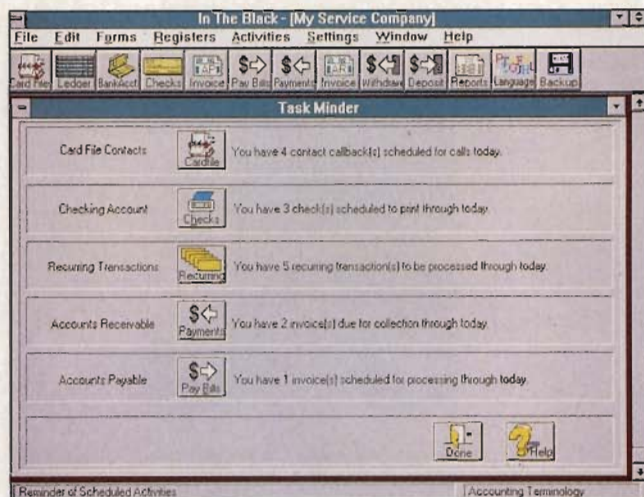 In The Black - [My Service Company]
File Edit Forms Registers Activities Settings Window Help
Card File Ledger BankAcct Checks Invoice Pay Bills Payments Invoice Withdraw Deposit Reports Language Backup
Task Minder
Card File Contacts Cardfile You have 4 contact callback(s) scheduled for calls today.
Checking Account Checks You have 3 check(s) scheduled to print through today.
Recurring Transactions Recurring You have 5 recurring transaction(s) to be processed through today.
Accounts Receivable Payments You have 2 invoice(s) due for collection through today.
Accounts Payable Pay Bills You have 1 invoice(s) scheduled for processing through today.
Done Help
Reminder of Scheduled Activities Accounting Terminology